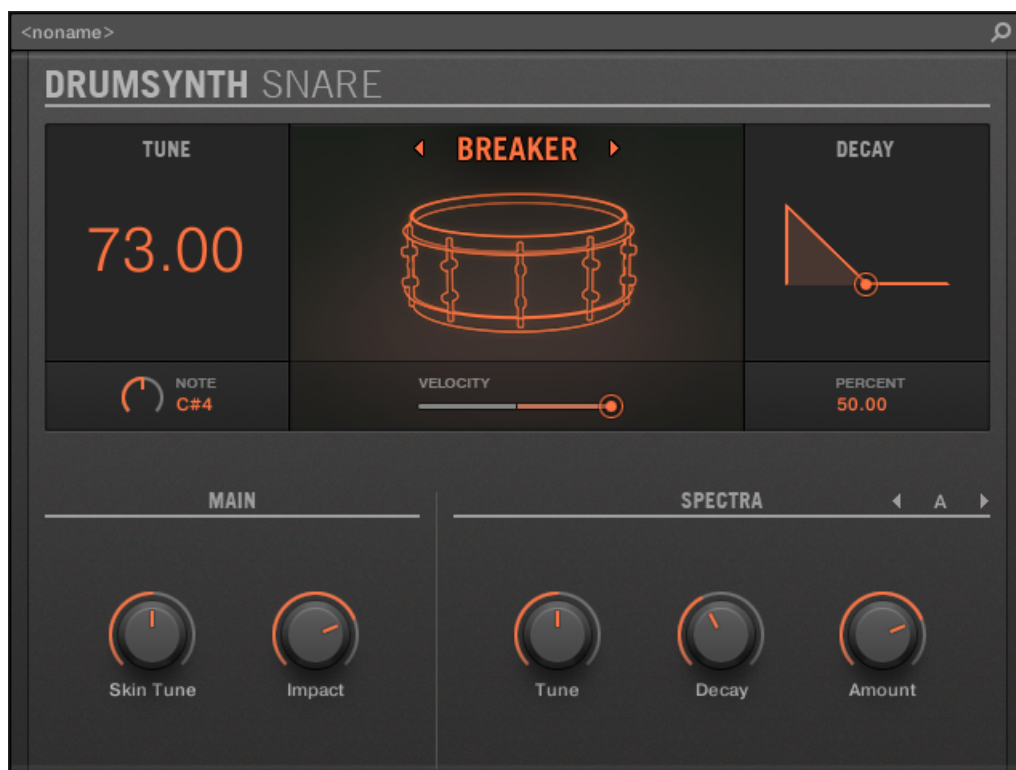 <noname>
DRUMSYNTH SNARE
TUNE
73.00
NOTE
C#4
BREAKER
VELOCITY
DECAY
PERCENT
50.00
MAIN
Skin Tune
Impact
SPECTRA
A
Tune
Decay
Amount